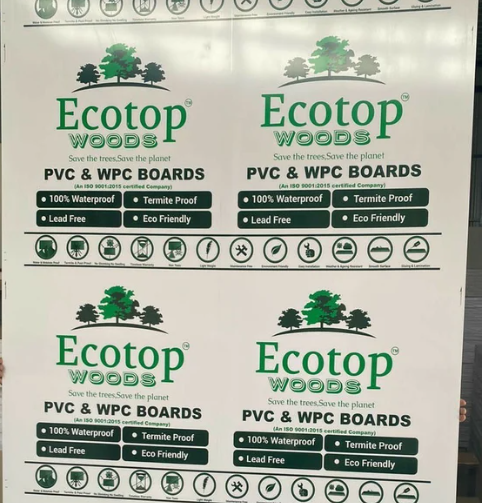 Ecotop TM Ecotop TM
WOODS WOODS
Save the trees,Save the planet Save the trees,Save the planet
PVC & WPC BOARDS PVC & WPC BOARDS
(An ISO 9001:2015 certified Company) (An ISO 9001:2015 certified Company)
• 100% Waterproof • Termite Proof • 100% Waterproof • Termite Proof
• Lead Free • Eco Friendly • Lead Free • Eco Friendly
Ecotop TM Ecotop TM
WOODS WOODS
Save the trees,Save the planet Save the trees,Save the planet
PVC & WPC BOARDS PVC & WPC BOARDS
(An ISO 9001:2015 certified Company) (An ISO 9001:2015 certified Company)
• 100% Waterproof • Termite Proof • 100% Waterproof • Termite Proof
• Lead Free • Eco Friendly • Lead Free • Eco Friendly